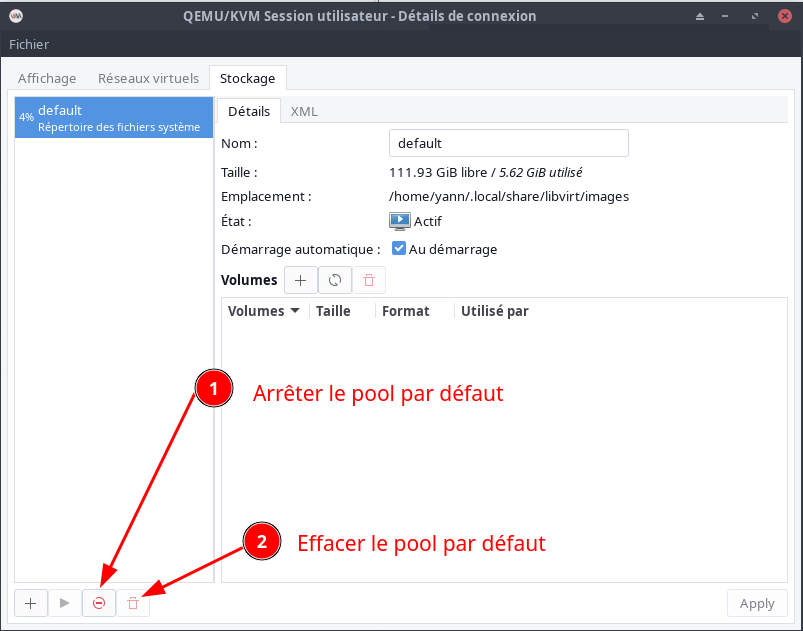 QEMU/KVM Session utilisateur - Détails de connexion
Fichier
Affichage Réseaux virtuels Stockage
4% default
Répertoire des fichiers système
Détails XML
Nom : default
Taille : 111.93 GiB libre / 5.62 GiB utilisé
Emplacement : /home/yann/.local/share/libvirt/images
État : Actif
Démarrage automatique : Au démarrage
Volumes
Volumes Taille Format Utilisé par
1 Arrêter le pool par défaut
2 Effacer le pool par défaut
Apply